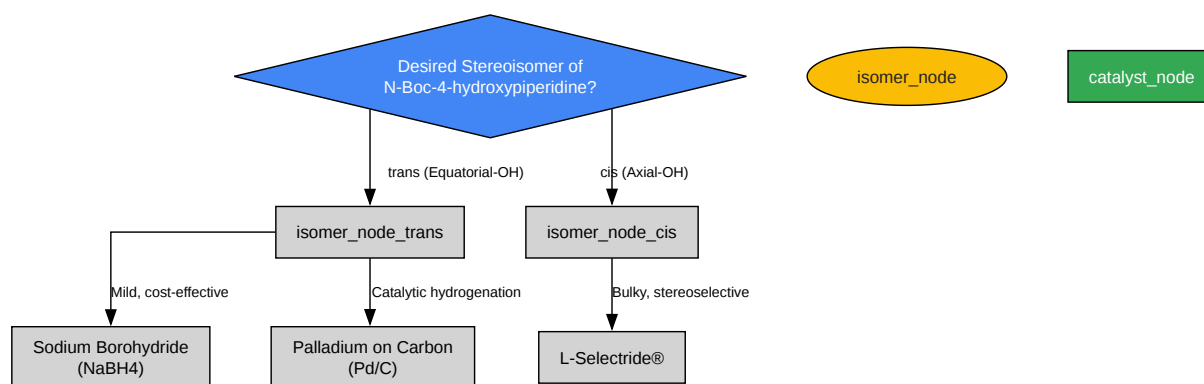 Desired Stereoisomer of
N-Boc-4-hydroxypiperidine?
isomer_node
catalyst_node
trans (Equatorial-OH)
cis (Axial-OH)
isomer_node_trans
isomer_node_cis
Mild, cost-effective
Catalytic hydrogenation
Bulky, stereoselective
Sodium Borohydride
(NaBH4)
Palladium on Carbon
(Pd/C)
L-Selectride®